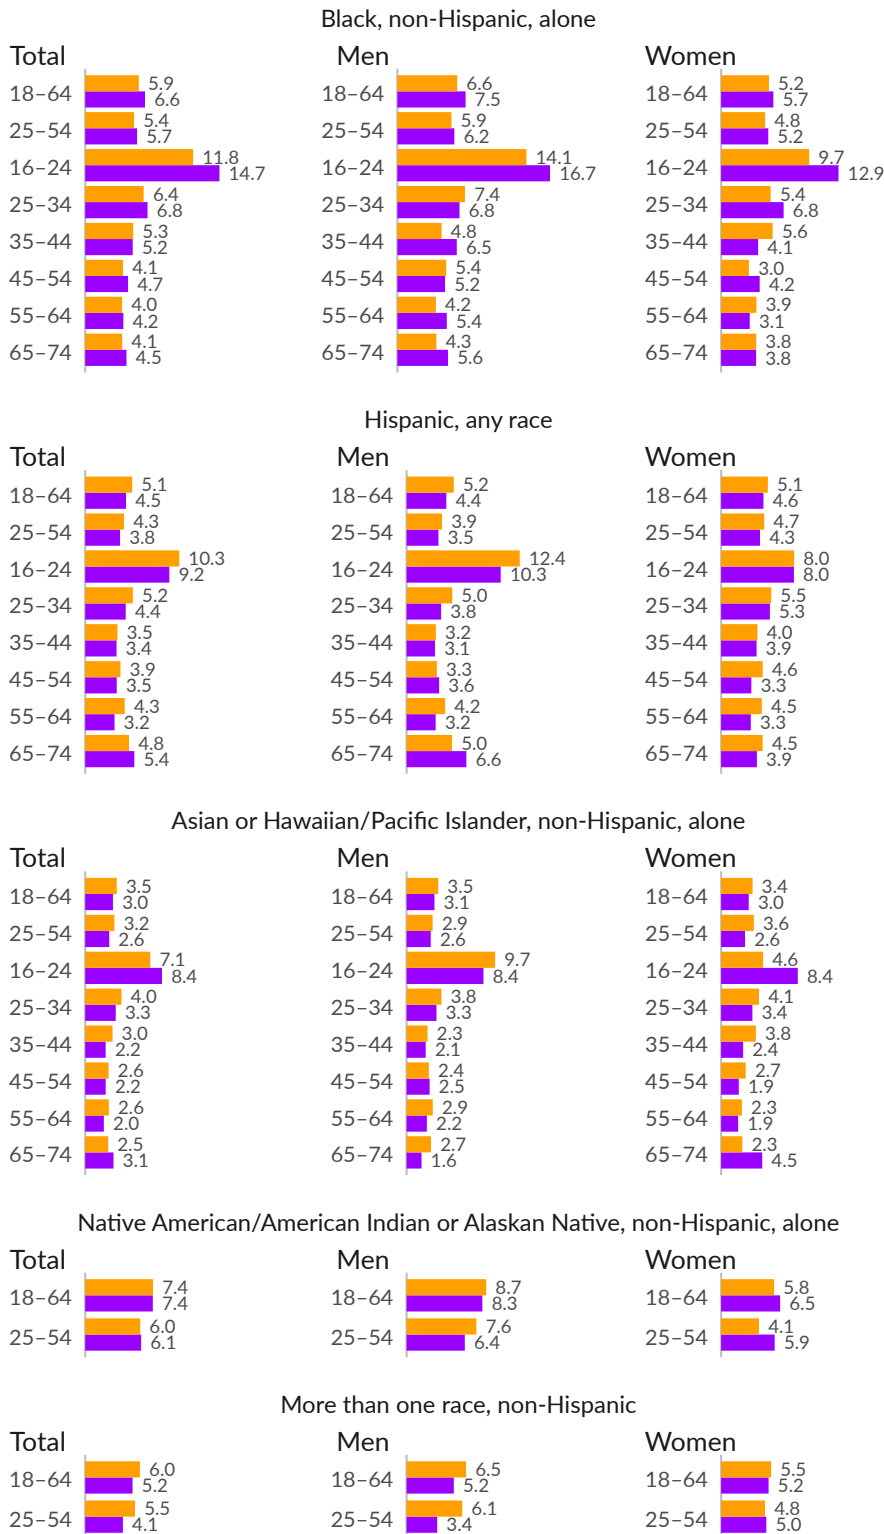 Black, non-Hispanic, alone
Total Men Women
18–64 5.9 6.6 18–64 6.6 7.5 18–64 5.2 5.7
25–54 5.4 5.7 25–54 5.9 6.2 25–54 4.8 5.2
16–24 11.8 14.7 16–24 14.1 16.7 16–24 9.7 12.9
25–34 6.4 6.8 25–34 7.4 6.8 25–34 5.4 6.8
35–44 5.3 5.2 35–44 4.8 6.5 35–44 5.6 4.1
45–54 4.1 4.7 45–54 5.4 5.2 45–54 3.0 4.2
55–64 4.0 4.2 55–64 4.2 5.4 55–64 3.9 3.1
65–74 4.1 4.5 65–74 4.3 5.6 65–74 3.8 3.8
Hispanic, any race
Total Men Women
18–64 5.1 4.5 18–64 5.2 4.4 18–64 5.1 4.6
25–54 4.3 3.8 25–54 3.9 3.5 25–54 4.7 4.3
16–24 10.3 9.2 16–24 12.4 10.3 16–24 8.0 8.0
25–34 5.2 4.4 25–34 5.0 3.8 25–34 5.5 5.3
35–44 3.5 3.4 35–44 3.2 3.1 35–44 4.0 3.9
45–54 3.9 3.5 45–54 3.3 3.6 45–54 4.6 3.3
55–64 4.3 3.2 55–64 4.2 3.2 55–64 4.5 3.3
65–74 4.8 5.4 65–74 5.0 6.6 65–74 4.5 3.9
Asian or Hawaiian/Pacific Islander, non-Hispanic, alone
Total Men Women
18–64 3.5 3.0 18–64 3.5 3.1 18–64 3.4 3.0
25–54 3.2 2.6 25–54 2.9 2.6 25–54 3.6 2.6
16–24 7.1 8.4 16–24 9.7 8.4 16–24 4.6 8.4
25–34 4.0 3.3 25–34 3.8 3.3 25–34 4.1 3.4
35–44 3.0 2.2 35–44 2.3 2.1 35–44 3.8 2.4
45–54 2.6 2.2 45–54 2.4 2.5 45–54 2.7 1.9
55–64 2.6 2.0 55–64 2.9 2.2 55–64 2.3 1.9
65–74 2.5 3.1 65–74 2.7 1.6 65–74 2.3 4.5
Native American/American Indian or Alaskan Native, non-Hispanic, alone
Total Men Women
18–64 7.4 7.4 18–64 8.7 8.3 18–64 5.8 6.5
25–54 6.0 6.1 25–54 7.6 6.4 25–54 4.1 5.9
More than one race, non-Hispanic
Total Men Women
18–64 6.0 5.2 18–64 6.5 5.2 18–64 5.5 5.2
25–54 5.5 4.1 25–54 6.1 3.4 25–54 4.8 5.0